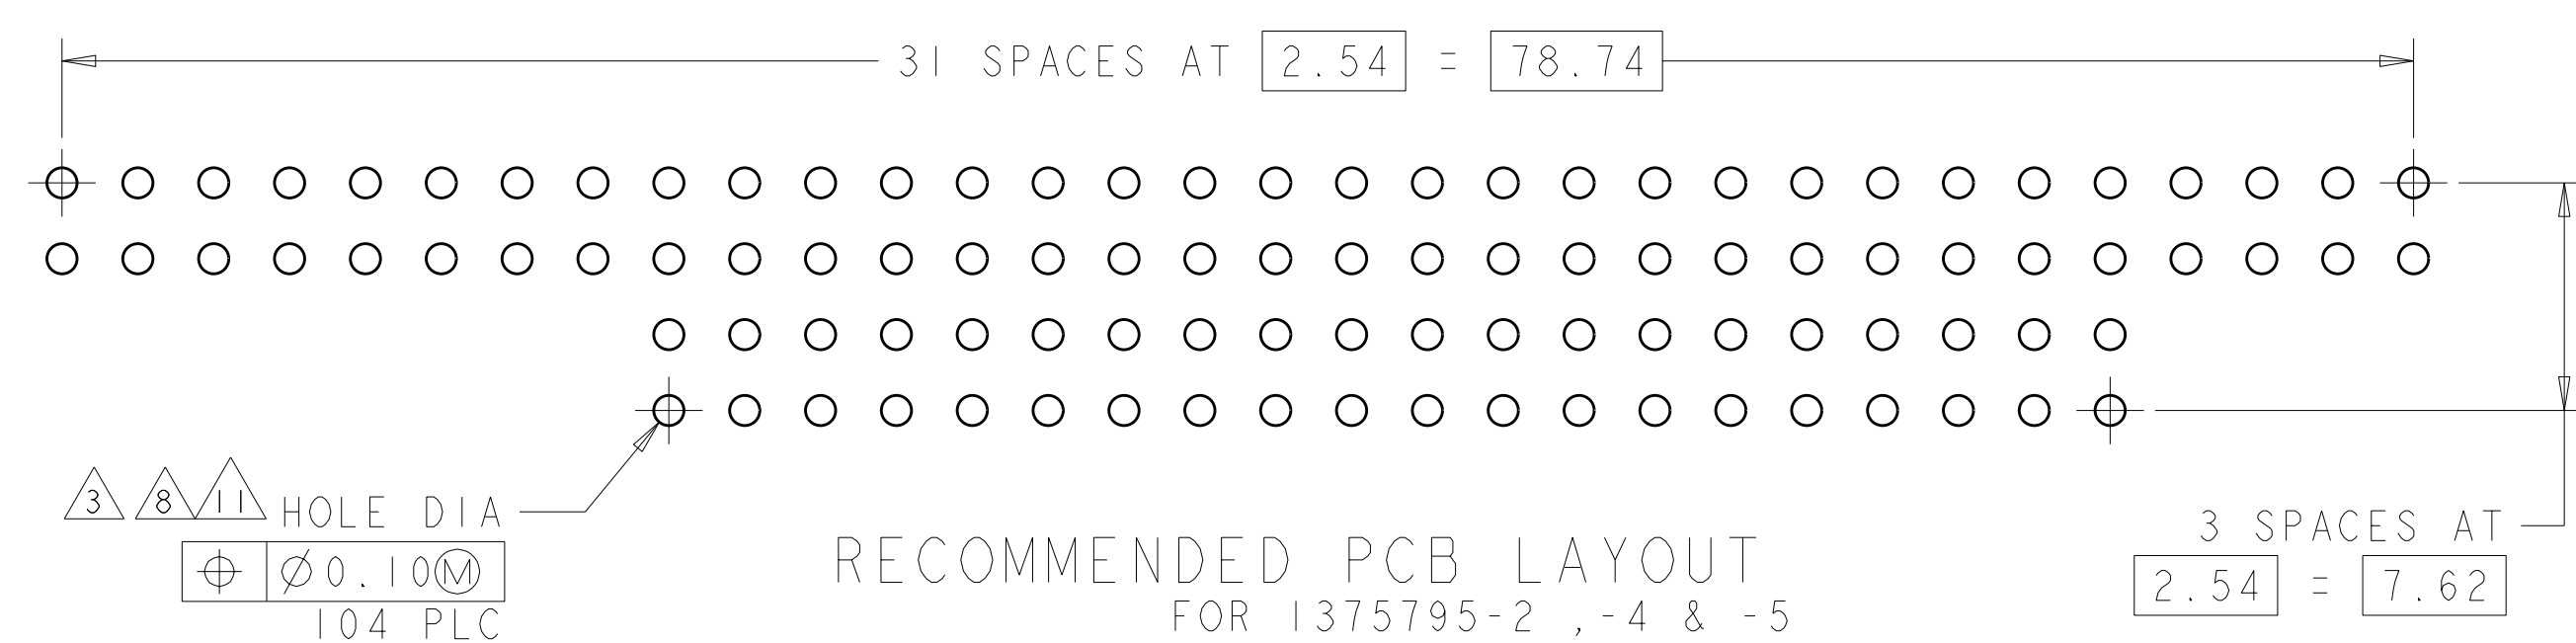 31 SPACES AT 2.54 = 78.74
3 8 11 HOLE DIA
⌖ Ø0.10Ⓜ
104 PLC
RECOMMENDED PCB LAYOUT
FOR 1375795-2 ,-4 & -5
3 SPACES AT
2.54 = 7.62